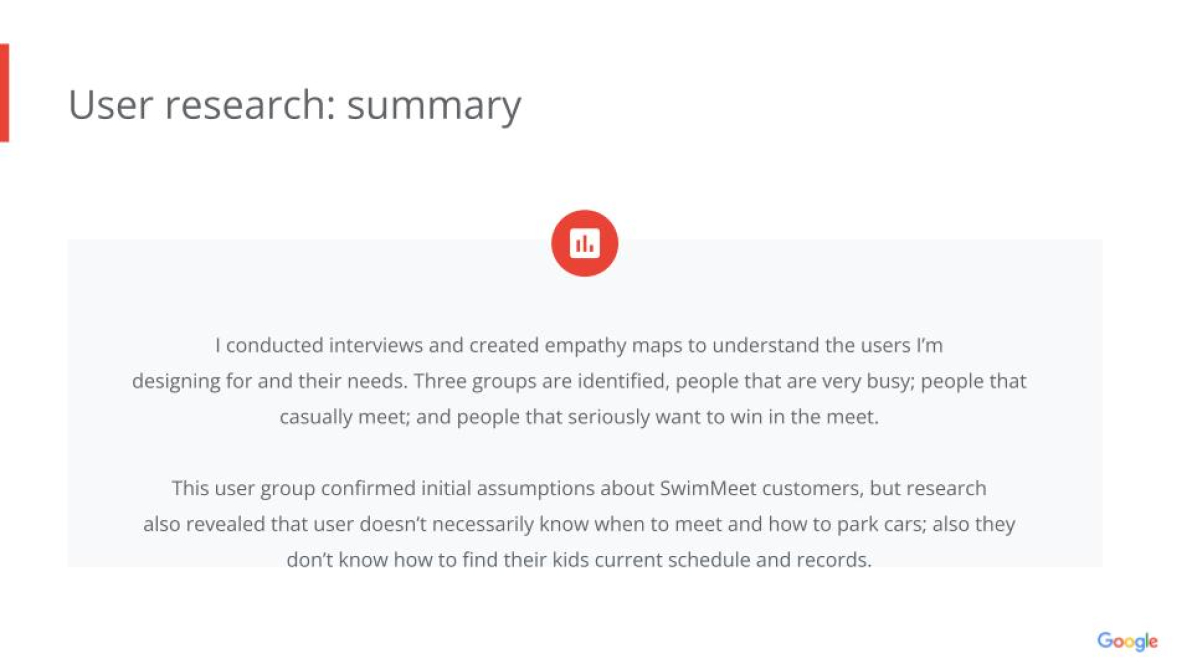 User research: summary
I conducted interviews and created empathy maps to understand the users I’m
designing for and their needs. Three groups are identified, people that are very busy; people that
casually meet; and people that seriously want to win in the meet.
This user group confirmed initial assumptions about SwimMeet customers, but research
also revealed that user doesn’t necessarily know when to meet and how to park cars; also they
don’t know how to find their kids current schedule and records.
Google